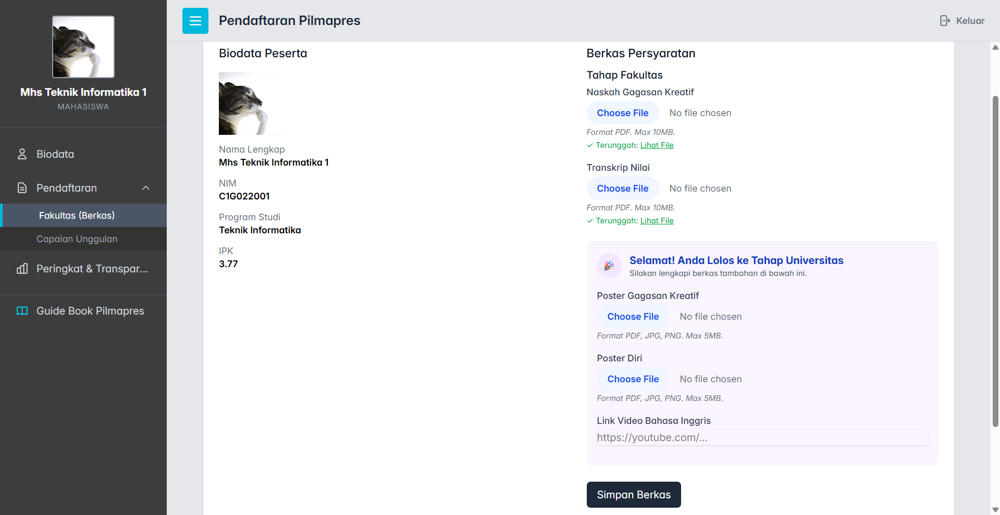 Mhs Teknik Informatika 1
MAHASISWA
Biodata
Pendaftaran
Fakultas (Berkas)
Capaian Unggulan
Peringkat & Transpar...
Guide Book Pilmapres
Pendaftaran Pilmapres
Keluar
Biodata Peserta
Nama Lengkap
Mhs Teknik Informatika 1
NIM
C1G022001
Program Studi
Teknik Informatika
IPK
3.77
Berkas Persyaratan
Tahap Fakultas
Naskah Gagasan Kreatif
Choose File No file chosen
Format PDF. Max 10MB.
✓ Terunggah: Lihat File
Transkrip Nilai
Choose File No file chosen
Format PDF. Max 10MB.
✓ Terunggah: Lihat File
Selamat! Anda Lolos ke Tahap Universitas
Silakan lengkapi berkas tambahan di bawah ini.
Poster Gagasan Kreatif
Choose File No file chosen
Format PDF, JPG, PNG. Max 5MB.
Poster Diri
Choose File No file chosen
Format PDF, JPG, PNG. Max 5MB.
Link Video Bahasa Inggris
https://youtube.com/...
Simpan Berkas